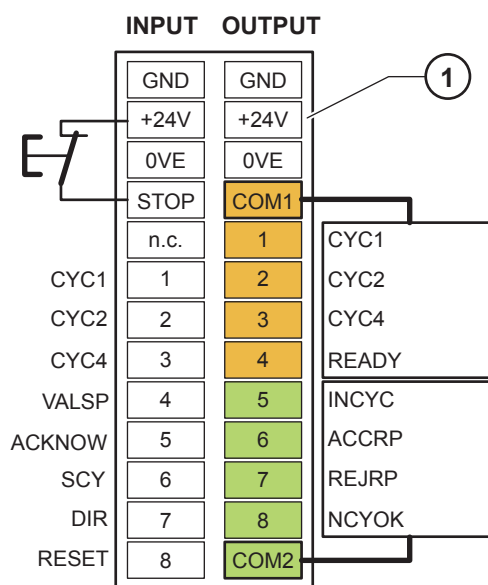 INPUT OUTPUT
GND GND 1
+24V +24V
0VE 0VE
STOP COM1
n.c. 1 CYC1
CYC1 1 2 CYC2
CYC2 2 3 CYC4
CYC4 3 4 READY
VALSP 4 5 INCYC
ACKNOW 5 6 ACCRP
SCY 6 7 REJRP
DIR 7 8 NCYOK
RESET 8 COM2